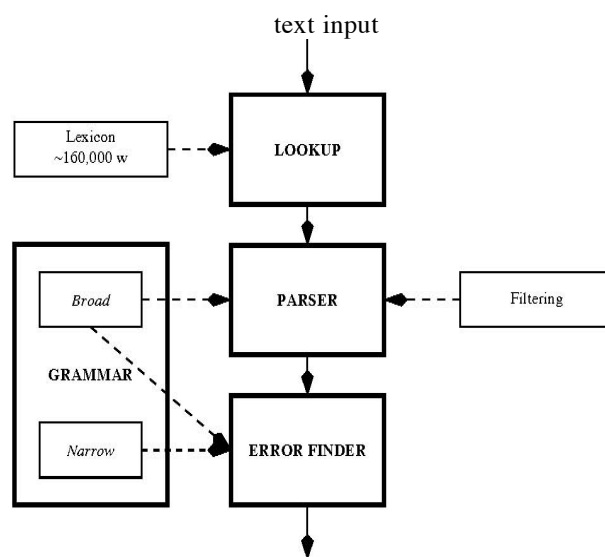 text input
Lexicon
~160,000 w
LOOKUP
Broad
PARSER
Filtering
GRAMMAR
Narrow
ERROR FINDER